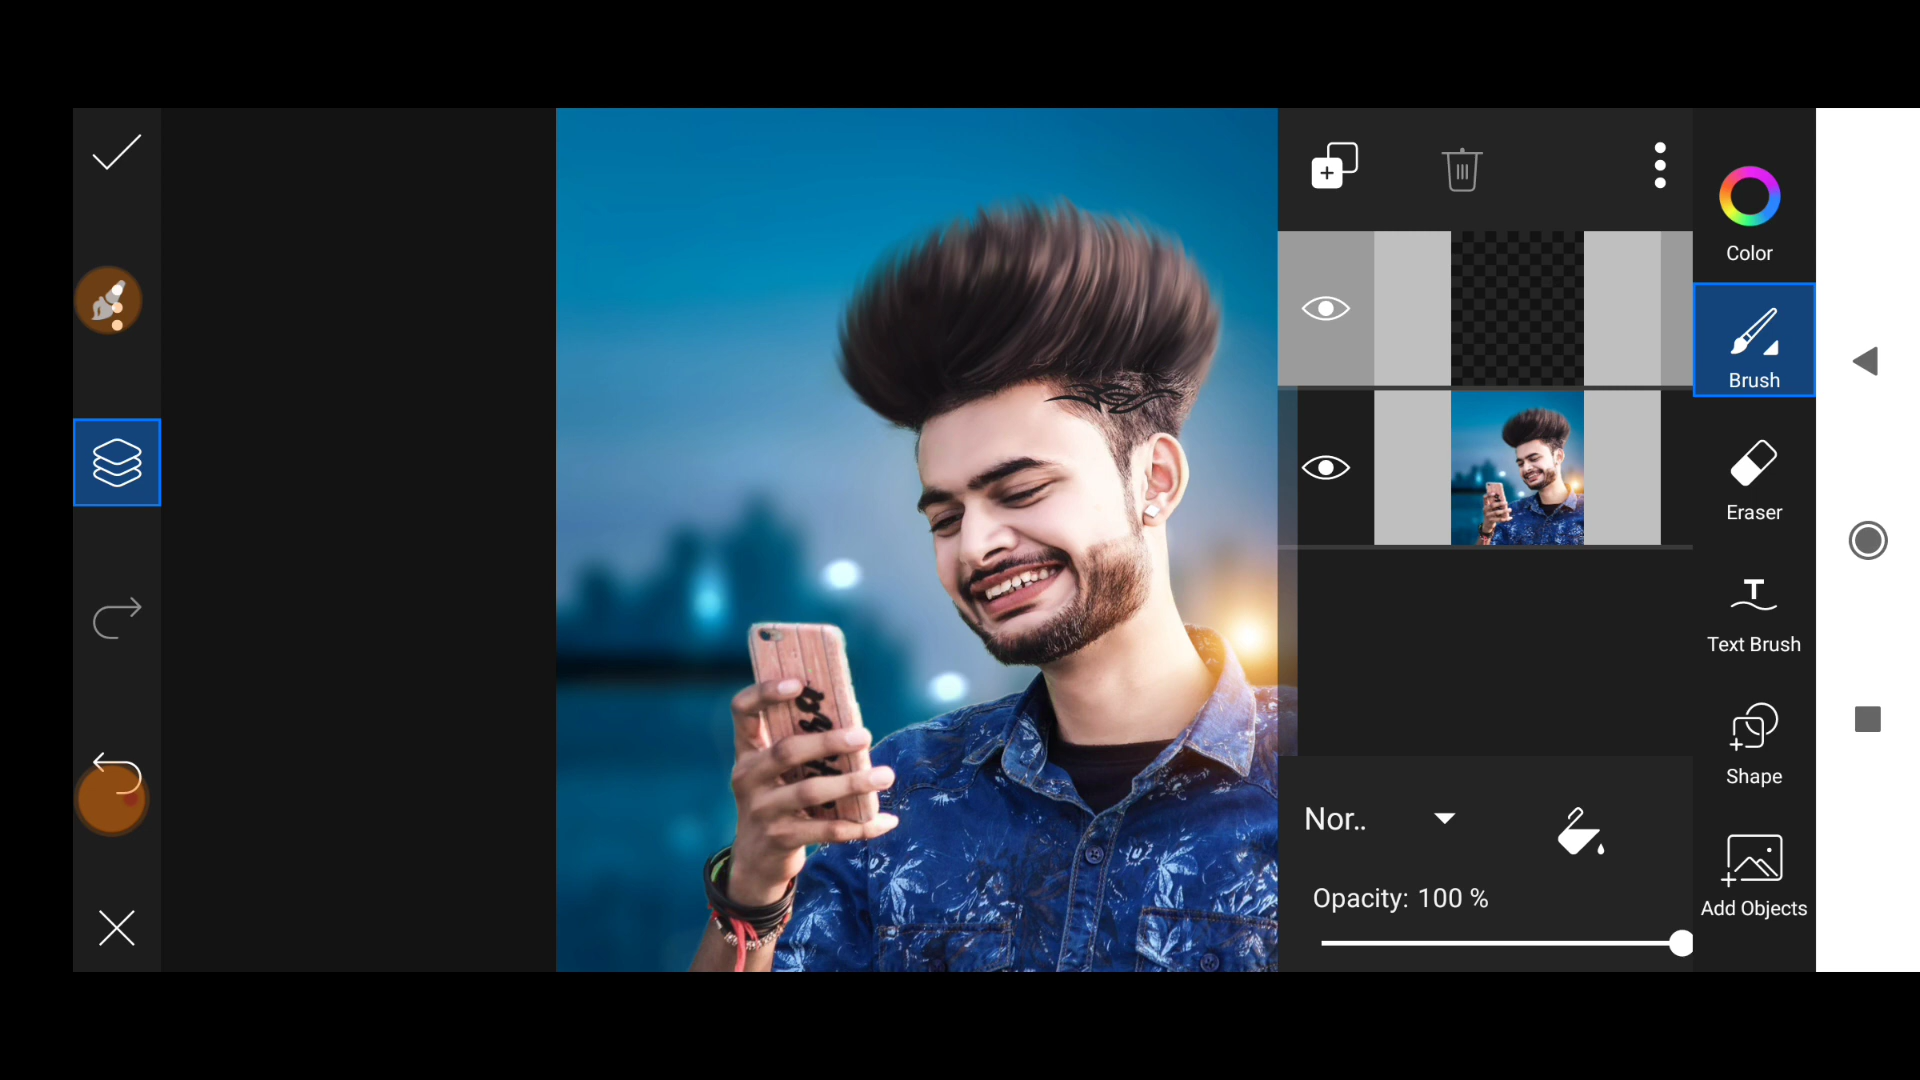 Color
Brush
Eraser
T
Text Brush
Shape
Add Objects
Nor..
Opacity: 100 %